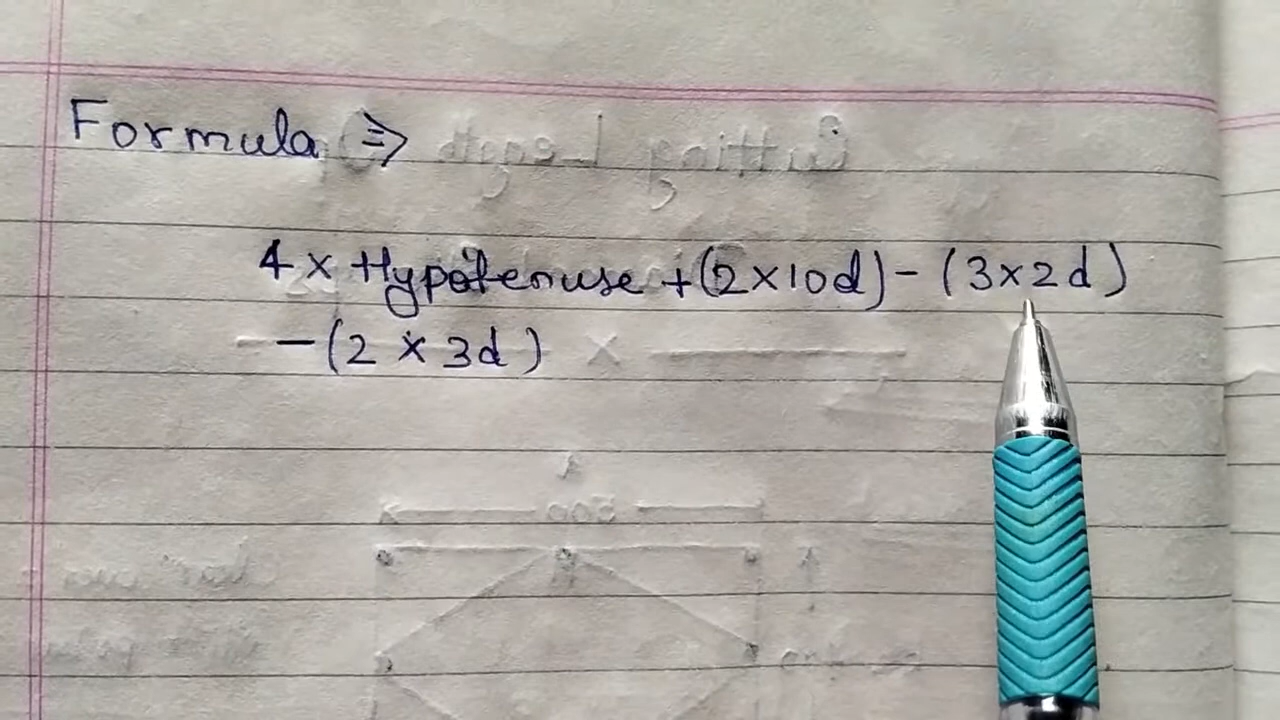 Formula ⇒
4 × Hypotenuse + (2×10d) - (3×2d)
- (2 × 3d)